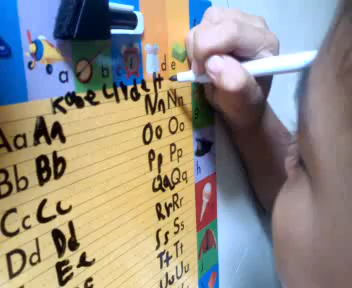 a b c d e
Aa Aa Nn Nn
Bb Bb Oo Oo
Cc Cc Pp Pp
Dd Dd Qq Qq
Ee Rr Rr
Ss Ss
Tt Tt
Uu Uu
h